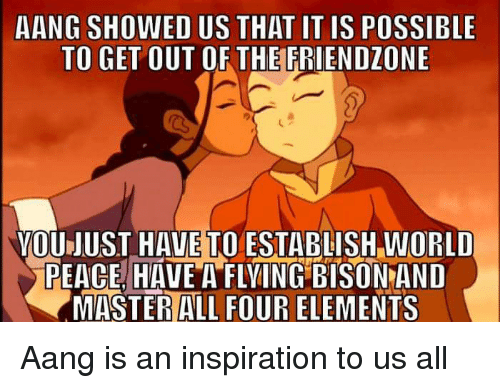 AANG SHOWED US THAT IT IS POSSIBLE
TO GET OUT OF THE FRIENDZONE
YOU JUST HAVE TO ESTABLISH WORLD
PEACE, HAVE A FLYING BISON AND
MASTER ALL FOUR ELEMENTS
Aang is an inspiration to us all